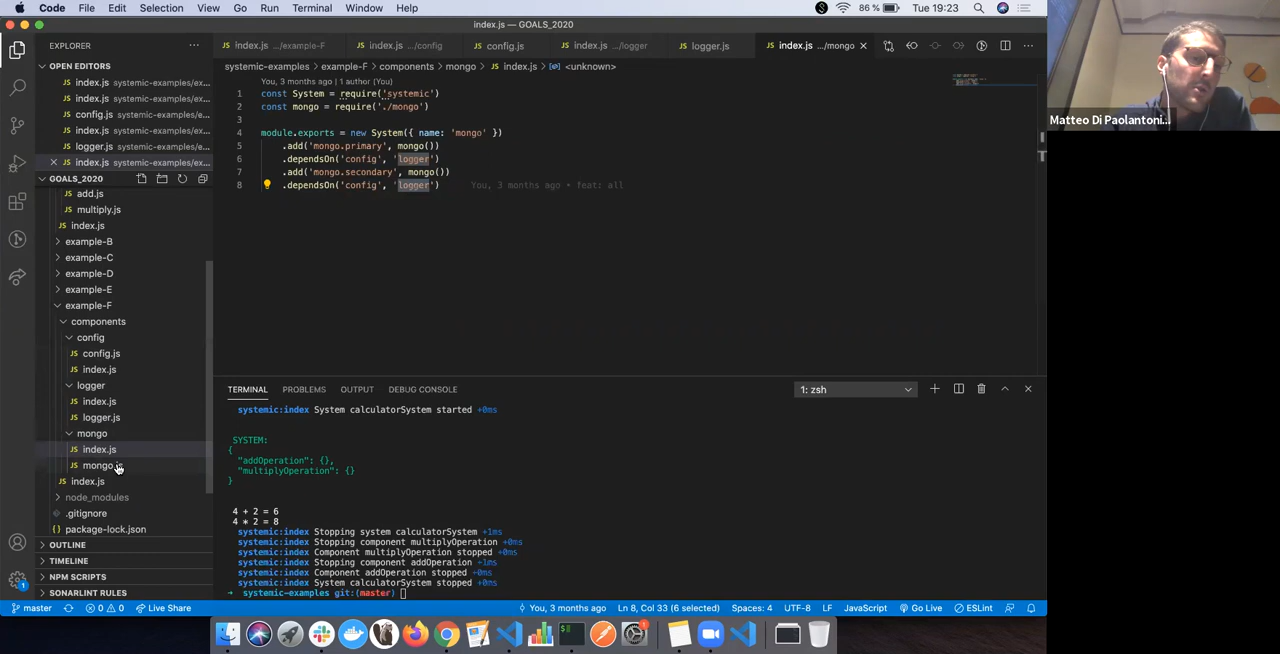 Code File Edit Selection View Go Run Terminal Window Help
86 % Tue 19:23
index.js — GOALS_2020
EXPLORER
OPEN EDITORS
index.js systemic-examples/ex...
index.js systemic-examples/ex...
config.js systemic-examples/e...
index.js systemic-examples/ex...
logger.js systemic-examples/e...
index.js systemic-examples/ex...
GOALS_2020
add.js
multiply.js
index.js
example-B
example-C
example-D
example-E
example-F
components
config
config.js
index.js
logger
index.js
logger.js
mongo
index.js
mongo.js
index.js
node_modules
.gitignore
package-lock.json
OUTLINE
TIMELINE
NPM SCRIPTS
SONARLINT RULES
index.js .../example-F
index.js .../config
config.js
index.js .../logger
logger.js
index.js .../mongo
systemic-examples > example-F > components > mongo > index.js > <unknown>
You, 3 months ago | 1 author (You)
1 const System = require('systemic')
2 const mongo = require('./mongo')
3
4 module.exports = new System({ name: 'mongo' })
5 .add('mongo.primary', mongo())
6 .dependsOn('config', 'logger')
7 .add('mongo.secondary', mongo())
8 .dependsOn('config', 'logger') You, 3 months ago • feat: all
TERMINAL PROBLEMS OUTPUT DEBUG CONSOLE
1: zsh
systemic:index System calculatorSystem started +0ms
SYSTEM:
{
"addOperation": {},
"multiplyOperation": {}
}
4 + 2 = 6
4 * 2 = 8
systemic:index Stopping system calculatorSystem +1ms
systemic:index Stopping component multiplyOperation +0ms
systemic:index Component multiplyOperation stopped +0ms
systemic:index Stopping component addOperation +1ms
systemic:index Component addOperation stopped +0ms
systemic:index System calculatorSystem stopped +0ms
→ systemic-examples git:(master)
master
0 0
Live Share
You, 3 months ago
Ln 8, Col 33 (6 selected)
Spaces: 4
UTF-8
LF
JavaScript
Go Live
ESLint
Matteo Di Paolantoni...